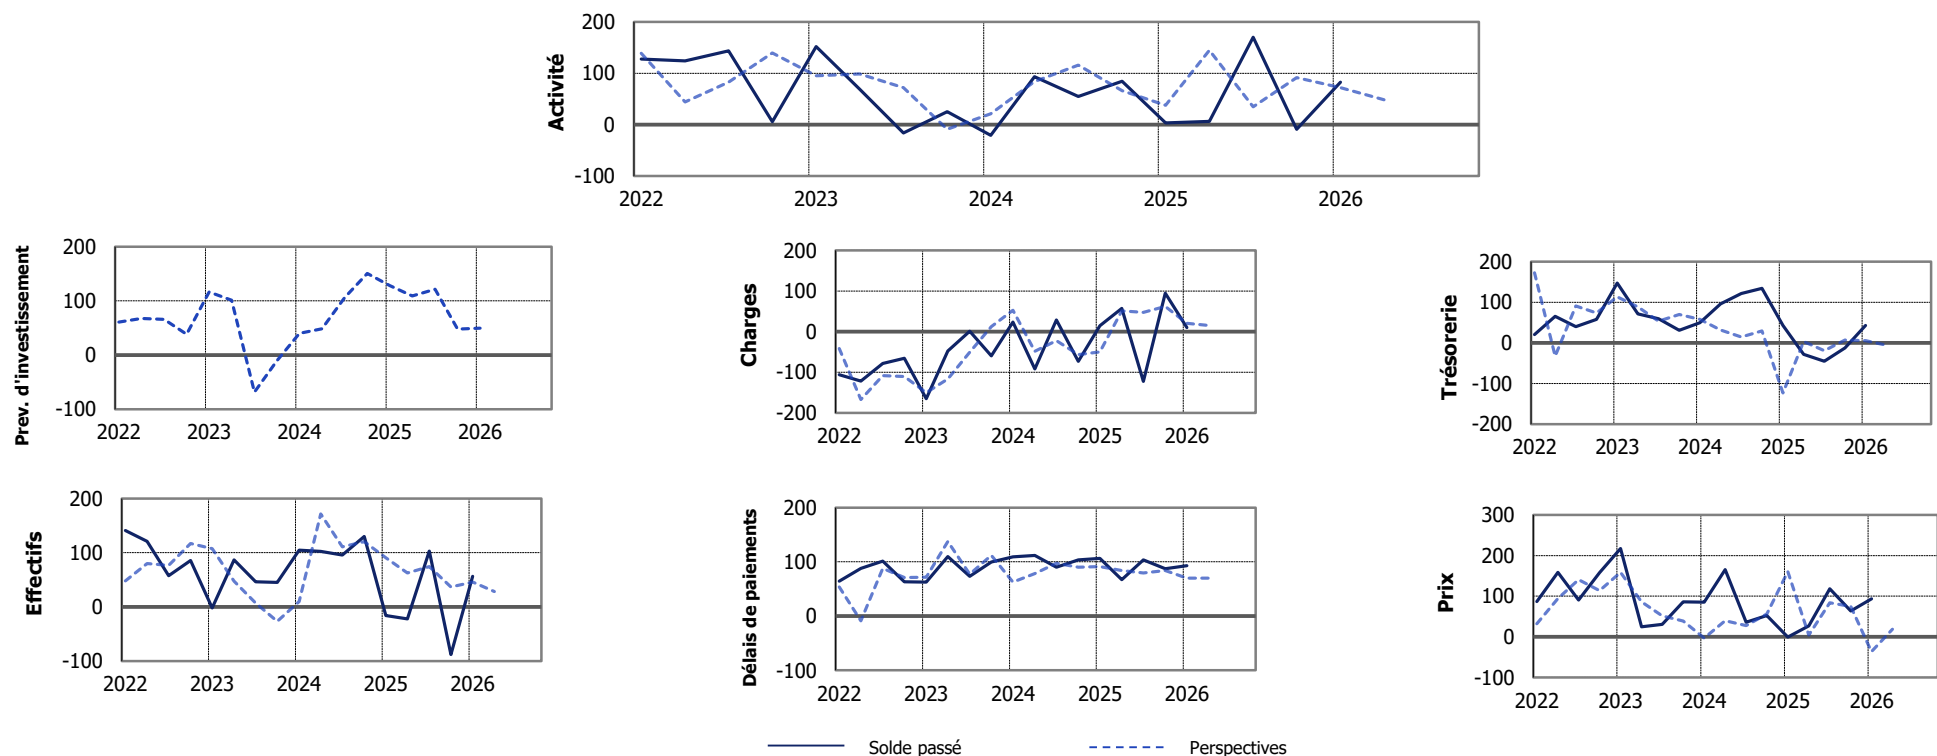 Activité
200
100
0
-100
2022 2023 2024 2025 2026
Prev. d'investissement
200
100
0
-100
2022 2023 2024 2025 2026
Charges
200
100
0
-100
-200
2022 2023 2024 2025 2026
Trésorerie
200
100
0
-100
-200
2022 2023 2024 2025 2026
Effectifs
200
100
0
-100
2022 2023 2024 2025 2026
Délais de paiements
200
100
0
-100
2022 2023 2024 2025 2026
Prix
300
200
100
0
-100
2022 2023 2024 2025 2026
Solde passé Perspectives